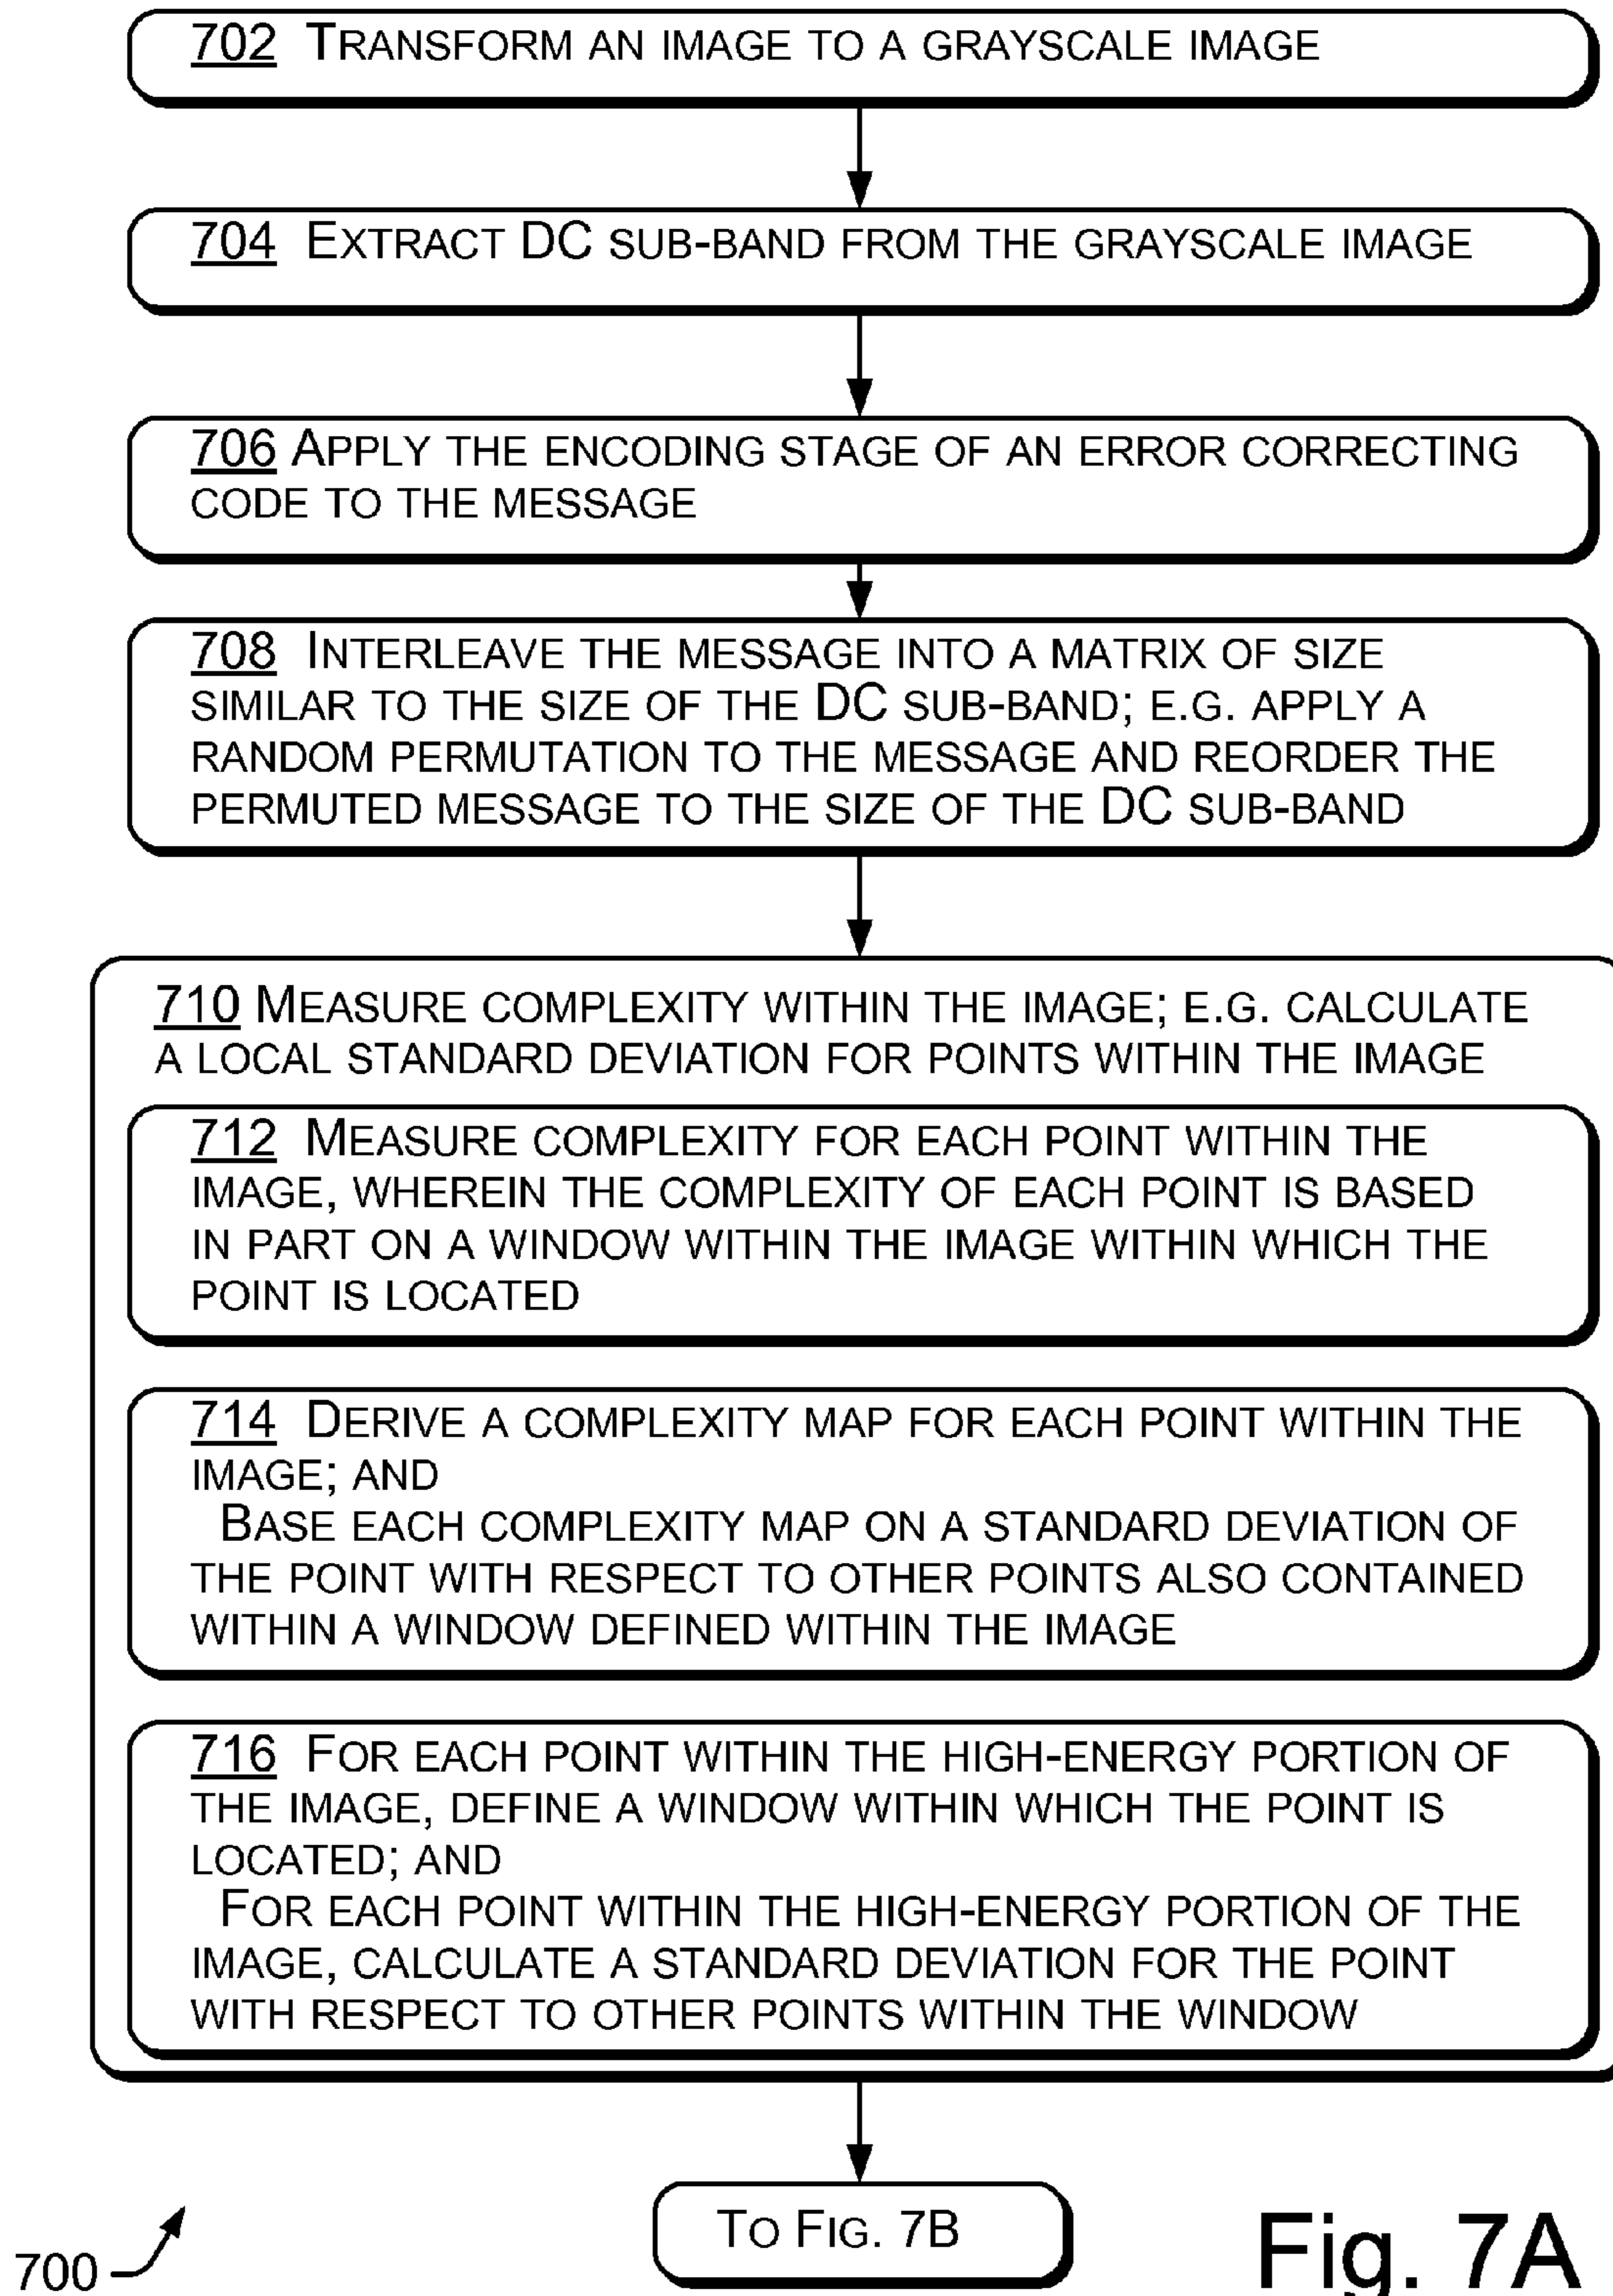 702 TRANSFORM AN IMAGE TO A GRAYSCALE IMAGE
704 EXTRACT DC SUB-BAND FROM THE GRAYSCALE IMAGE
706 APPLY THE ENCODING STAGE OF AN ERROR CORRECTING
CODE TO THE MESSAGE
708 INTERLEAVE THE MESSAGE INTO A MATRIX OF SIZE
SIMILAR TO THE SIZE OF THE DC SUB-BAND; E.G. APPLY A
RANDOM PERMUTATION TO THE MESSAGE AND REORDER THE
PERMUTED MESSAGE TO THE SIZE OF THE DC SUB-BAND
710 MEASURE COMPLEXITY WITHIN THE IMAGE; E.G. CALCULATE
A LOCAL STANDARD DEVIATION FOR POINTS WITHIN THE IMAGE
712 MEASURE COMPLEXITY FOR EACH POINT WITHIN THE
IMAGE, WHEREIN THE COMPLEXITY OF EACH POINT IS BASED
IN PART ON A WINDOW WITHIN THE IMAGE WITHIN WHICH THE
POINT IS LOCATED
714 DERIVE A COMPLEXITY MAP FOR EACH POINT WITHIN THE
IMAGE; AND
BASE EACH COMPLEXITY MAP ON A STANDARD DEVIATION OF
THE POINT WITH RESPECT TO OTHER POINTS ALSO CONTAINED
WITHIN A WINDOW DEFINED WITHIN THE IMAGE
716 FOR EACH POINT WITHIN THE HIGH-ENERGY PORTION OF
THE IMAGE, DEFINE A WINDOW WITHIN WHICH THE POINT IS
LOCATED; AND
FOR EACH POINT WITHIN THE HIGH-ENERGY PORTION OF THE
IMAGE, CALCULATE A STANDARD DEVIATION FOR THE POINT
WITH RESPECT TO OTHER POINTS WITHIN THE WINDOW
TO FIG. 7B
700
Fig. 7A